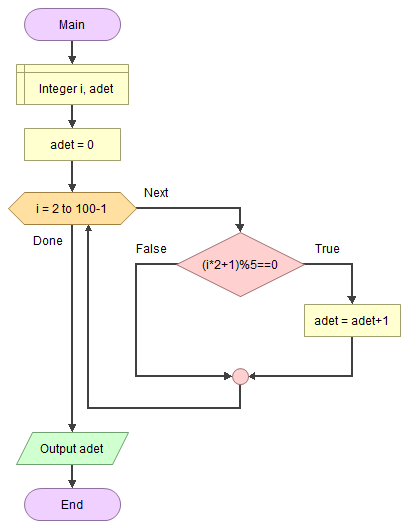 Main
Integer i, adet
adet = 0
i = 2 to 100-1
Next
Done
False
(i*2+1)%5==0
True
adet = adet+1
Output adet
End